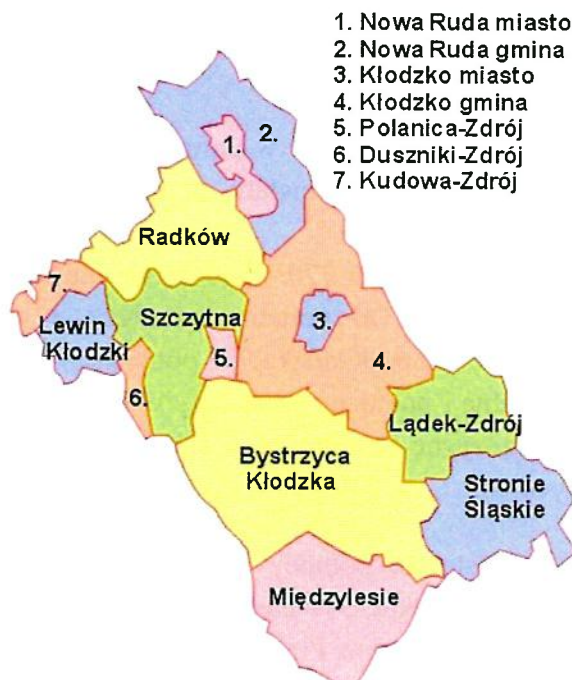 1. Nowa Ruda miasto
2. Nowa Ruda gmina
3. Kłodzko miasto
4. Kłodzko gmina
5. Polanica-Zdrój
6. Duszniki-Zdrój
7. Kudowa-Zdrój
1.
2.
Radków
7.
Lewin
Kłodzki
Szczytna
3.
5.
4.
6.
Lądek-Zdrój
Bystrzyca
Kłodzka
Stronie
Śląskie
Międzylesie